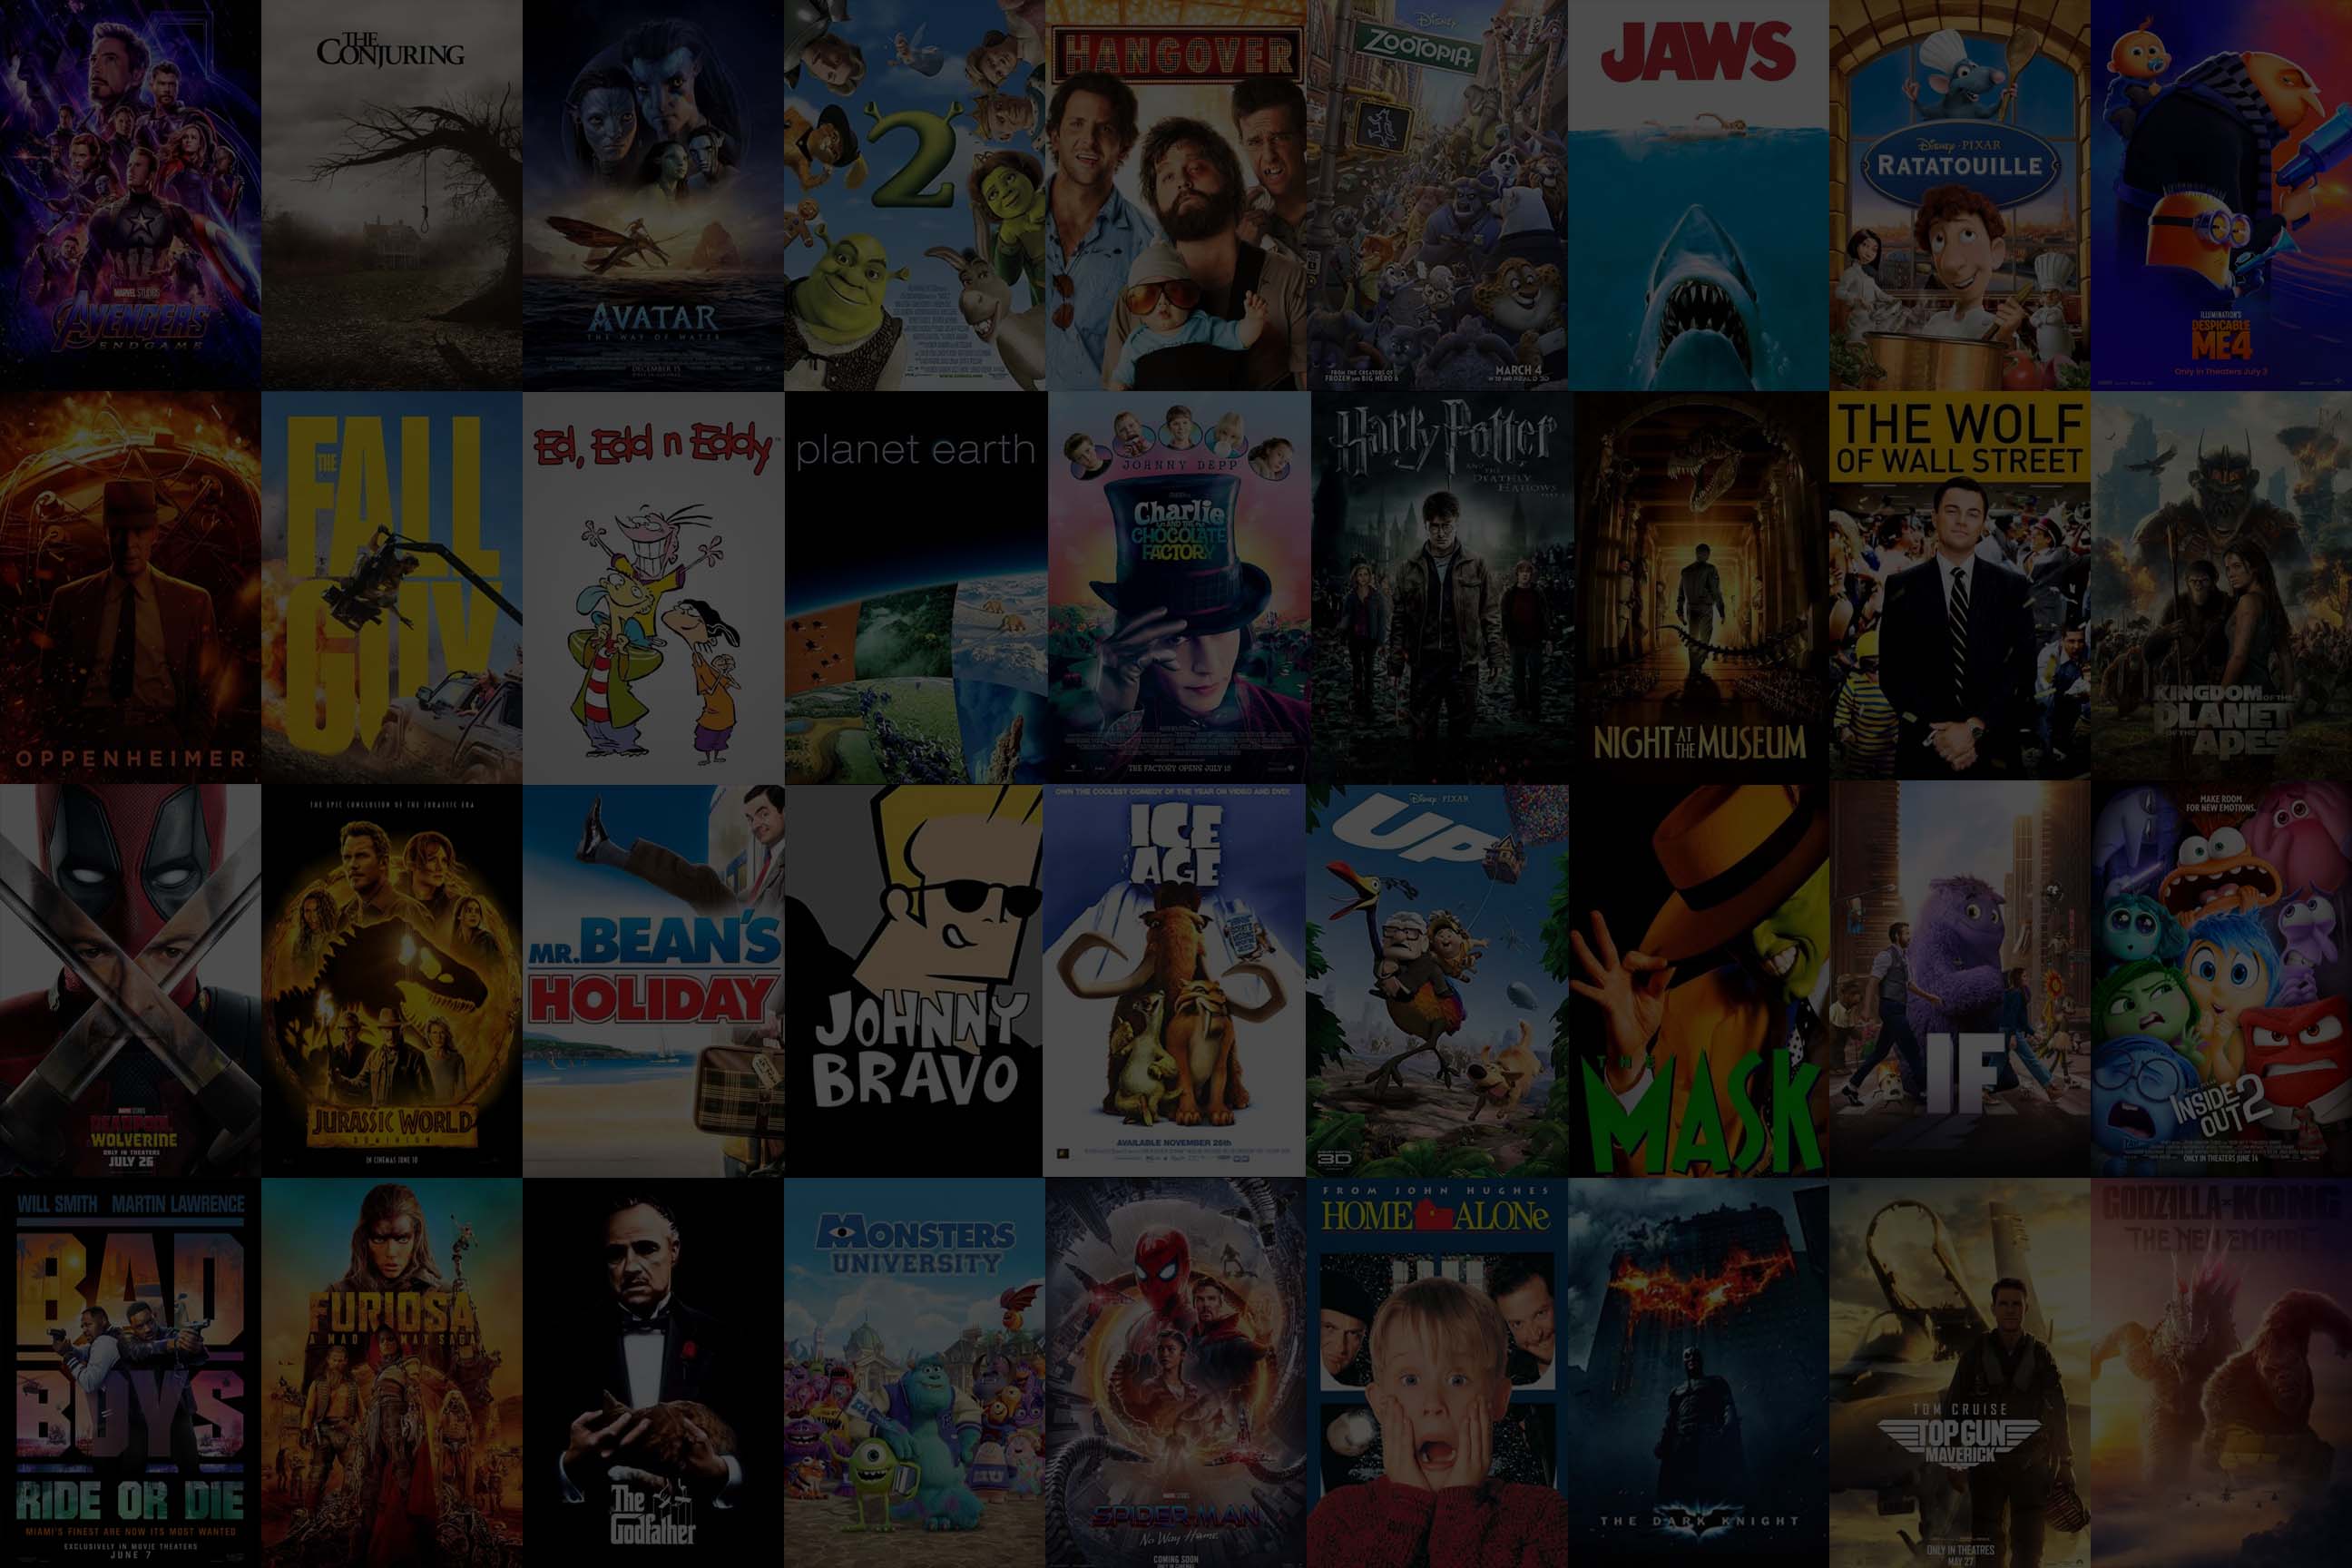 MARVEL STUDIOS
AVENGERS
ENDGAME
THE
CONJURING
AVATAR
THE WAY OF WATER
DECEMBER 15
2
HANGOVER
Disney
ZOOTOPIA
FROM THE CREATORS OF
FROZEN AND BIG HERO 6
MARCH 4
JAWS
Disney · PIXAR
RATATOUILLE
ILLUMINATION'S
DESPICABLE
ME4
Only in Theaters July 3
OPPENHEIMER
THE
FALL
GUY
Ed, Edd n Eddy
planet earth
JOHNNY DEPP
Charlie
AND THE
CHOCOLATE
FACTORY
THE FACTORY OPENS JULY 15
Harry Potter
AND THE
DEATHLY
HALLOWS
NIGHT AT THE MUSEUM
THE WOLF
OF WALL STREET
KINGDOM OF THE
PLANET
OF THE APES
DEADPOOL
WOLVERINE
ONLY IN THEATERS
JULY 26
THE EPIC CONCLUSION OF THE JURASSIC ERA
JURASSIC WORLD
DOMINION
IN CINEMAS JUNE 10
MR. BEAN'S
HOLIDAY
JOHNNY
BRAVO
OWN THE COOLEST COMEDY OF THE YEAR ON VIDEO AND DVD!
ICE
AGE
AVAILABLE NOVEMBER 26th
Disney · PIXAR
UP
3D
THE
MASK
IF
MAKE ROOM
FOR NEW EMOTIONS.
INSIDE
OUT 2
ONLY IN THEATERS JUNE 14
WILL SMITH MARTIN LAWRENCE
BAD
BOYS
RIDE OR DIE
MIAMI'S FINEST ARE NOW ITS MOST WANTED
EXCLUSIVELY IN MOVIE THEATERS
JUNE 7
FURIOSA
A MAD MAX SAGA
The
Godfather
MONSTERS
UNIVERSITY
MU
SPIDER-MAN
No Way Home
COMING SOON
FROM JOHN HUGHES
HOME ALONe
THE DARK KNIGHT
TOM CRUISE
TOP GUN
MAVERICK
ONLY IN THEATRES
MAY 27
GODZILLA-KONG
THE NEW EMPIRE